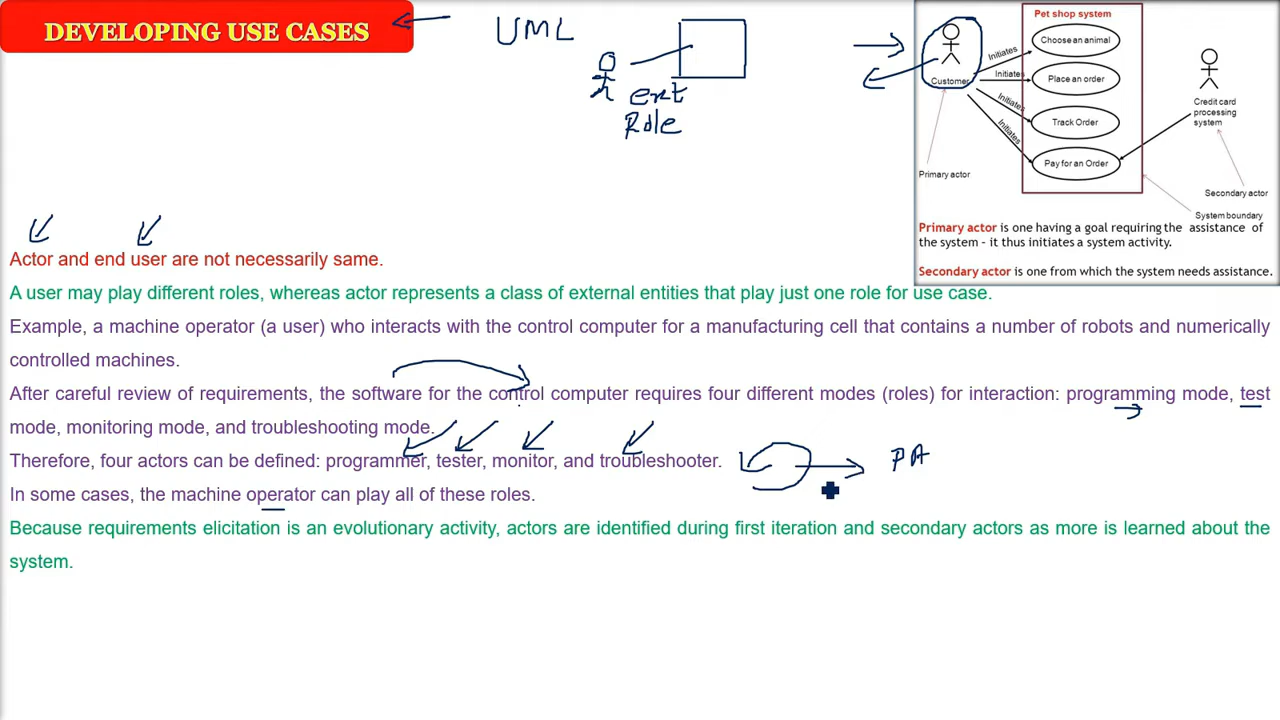 DEVELOPING USE CASES
UML
ext
Role
Pet shop system
Choose an animal
Place an order
Track Order
Pay for an Order
Initiates
Initiates
Initiates
Initiates
Customer
Credit card
processing
system
Primary actor
Secondary actor
System boundary
Primary actor is one having a goal requiring the assistance of
the system – it thus initiates a system activity.
Secondary actor is one from which the system needs assistance.
Actor and end user are not necessarily same.
A user may play different roles, whereas actor represents a class of external entities that play just one role for use case.
Example, a machine operator (a user) who interacts with the control computer for a manufacturing cell that contains a number of robots and numerically
controlled machines.
After careful review of requirements, the software for the control computer requires four different modes (roles) for interaction: programming mode, test
mode, monitoring mode, and troubleshooting mode.
Therefore, four actors can be defined: programmer, tester, monitor, and troubleshooter.
PA
In some cases, the machine operator can play all of these roles.
Because requirements elicitation is an evolutionary activity, actors are identified during first iteration and secondary actors as more is learned about the
system.